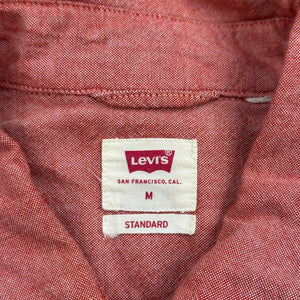 LEVI'S®
SAN FRANCISCO, CAL.
M
STANDARD